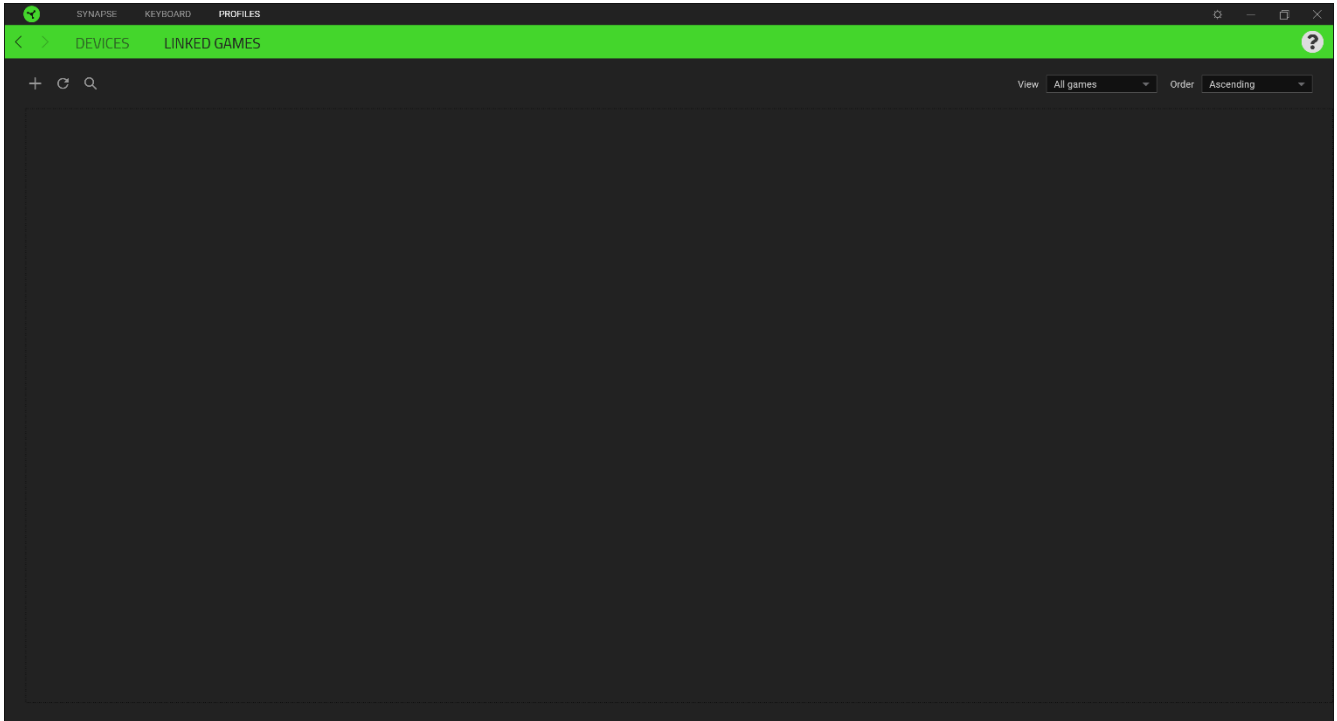 SYNAPSE KEYBOARD PROFILES
DEVICES LINKED GAMES ?
View All games Order Ascending